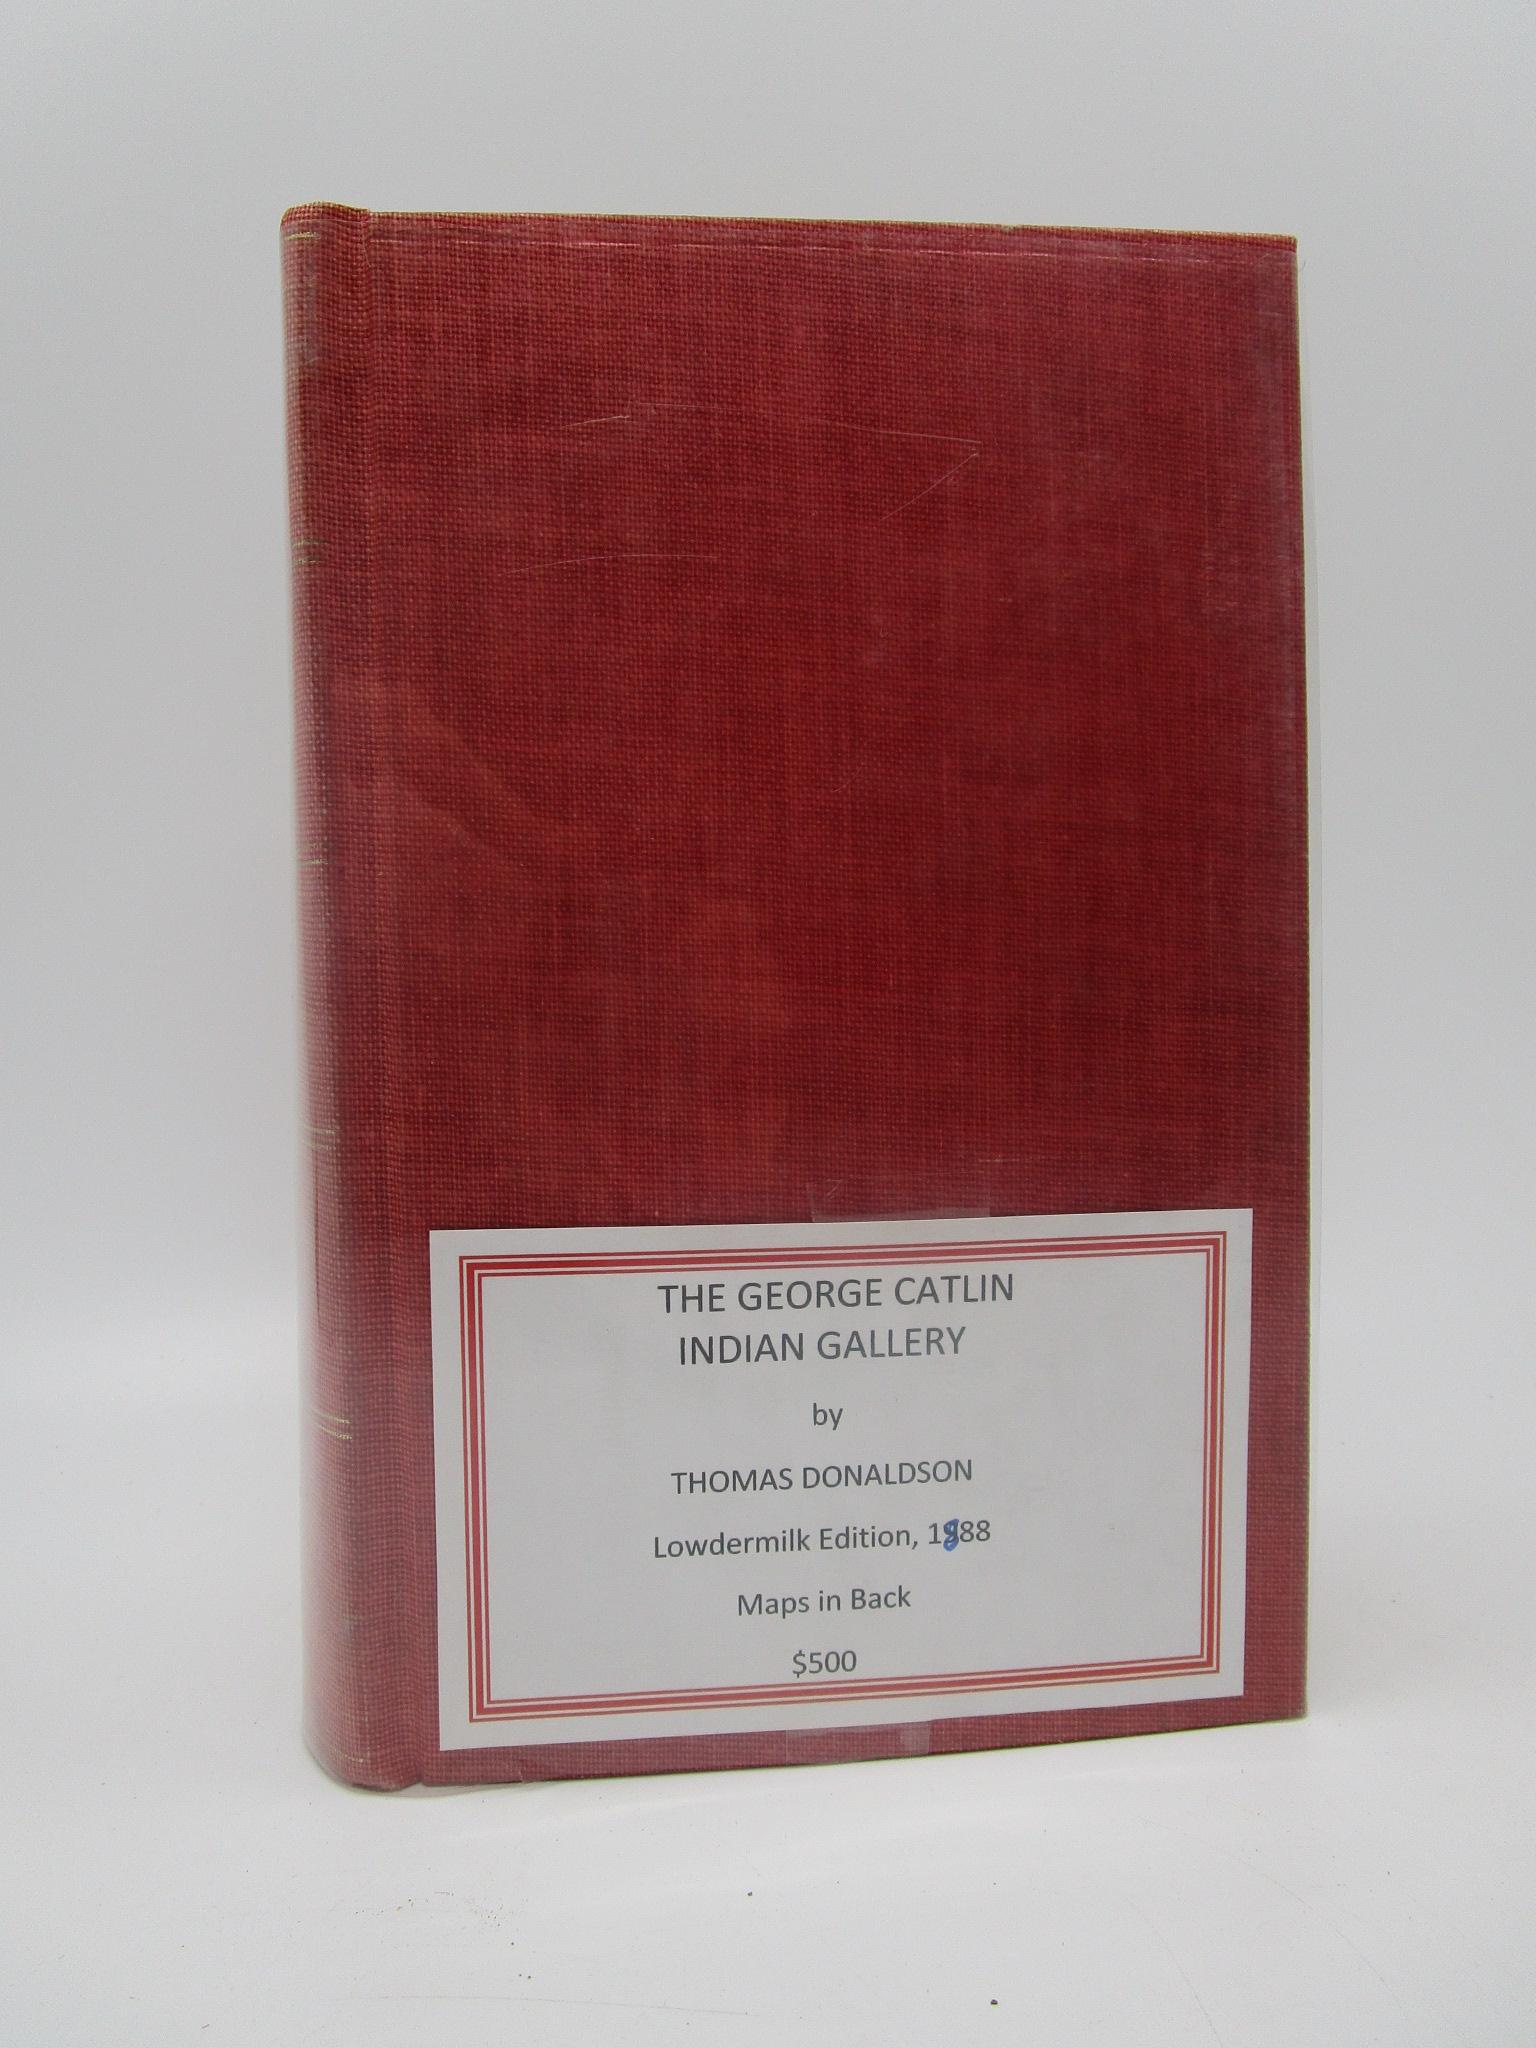 THE GEORGE CATLIN
INDIAN GALLERY
by
THOMAS DONALDSON
Lowdermilk Edition, 1888
Maps in Back
$500